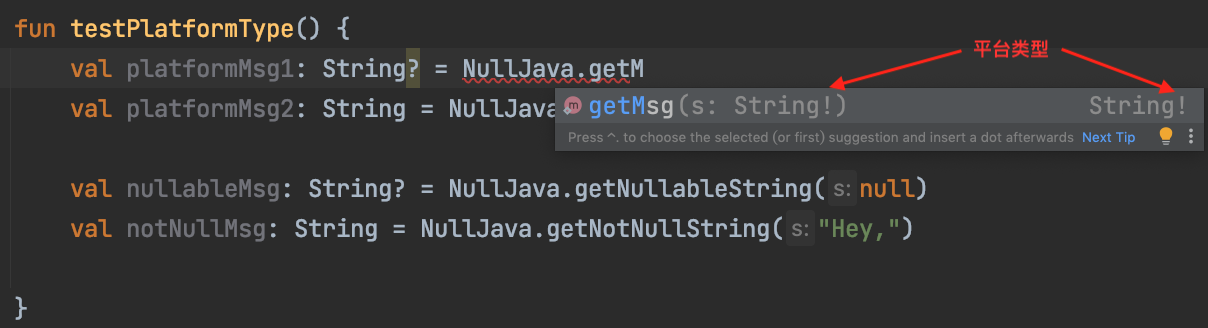 fun testPlatformType() {
平台类型
val platformMsg1: String? = NullJava.getM
val platformMsg2: String = NullJava.
getMsg(s: String!) String!
Press ^. to choose the selected (or first) suggestion and insert a dot afterwards Next Tip
val nullableMsg: String? = NullJava.getNullableString( s: null)
val notNullMsg: String = NullJava.getNotNullString( s: "Hey,")
}